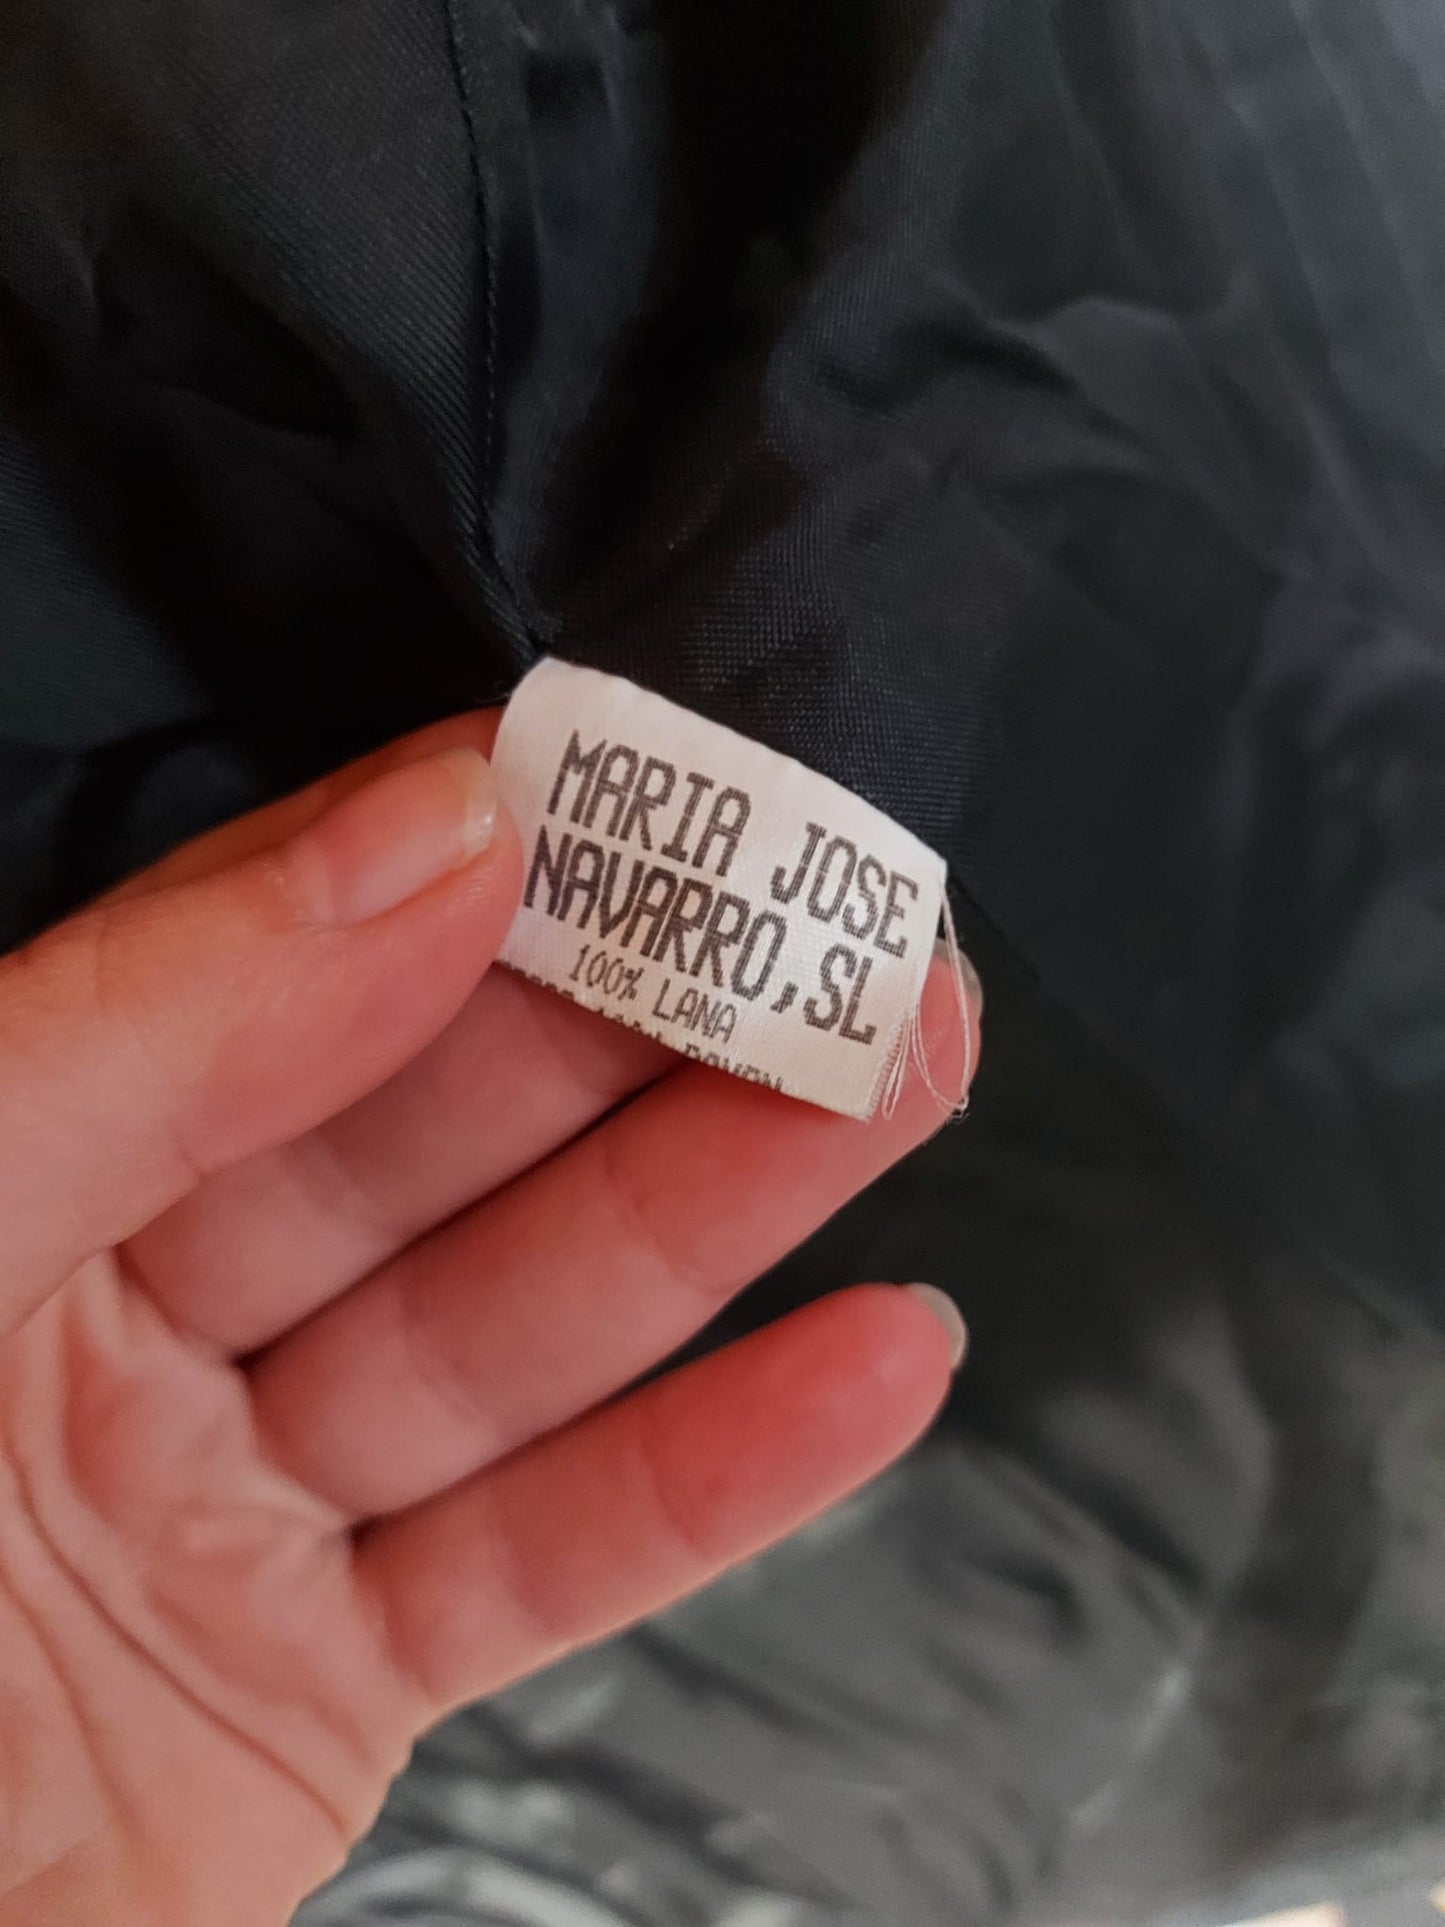 MARIA JOSE
NAVARRO, SL
100% LANA